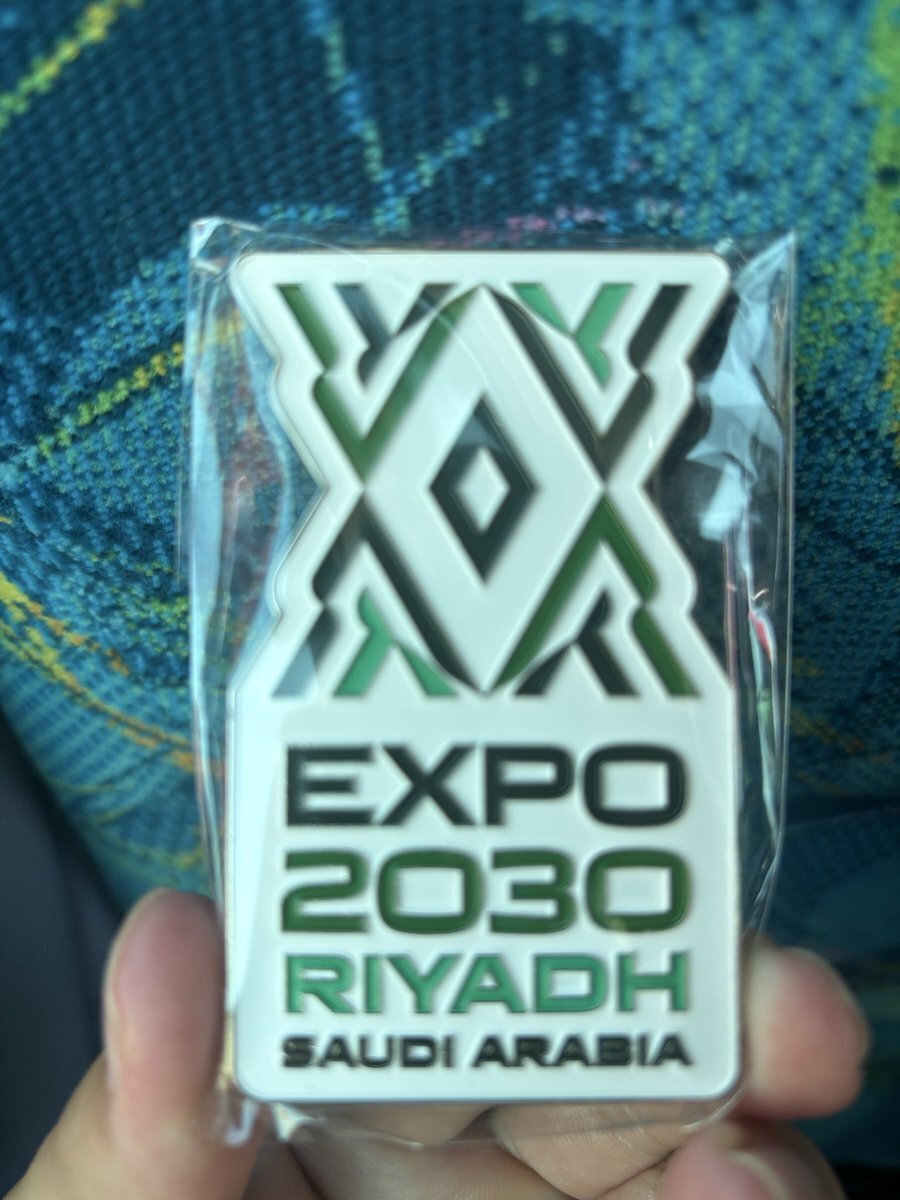 EXPO
2030
RIYADH
SAUDI ARABIA